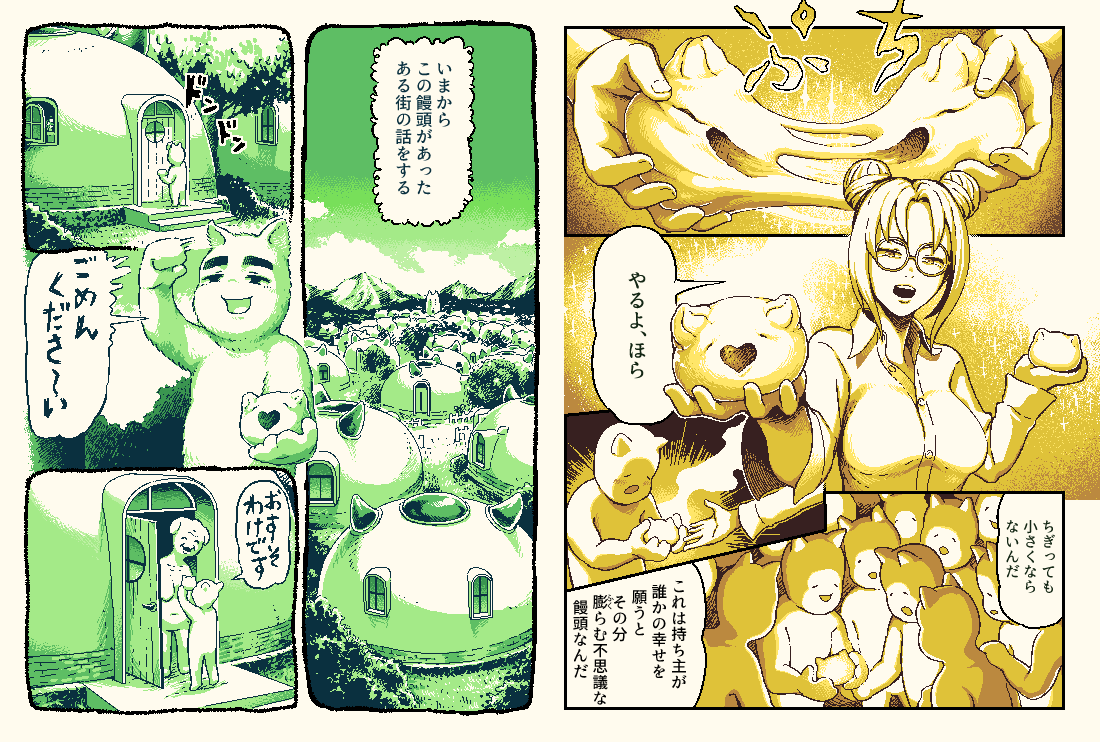 ぷち
やるよ、ほら
ちぎっても
小さくなら
ないんだ
これは持ち主が
誰かの幸せを
願うと
その分
膨らむ不思議な
饅頭なんだ
いまから
この饅頭があった
ある街の話をする
ドンドン
ごめん
くださ〜い
おすそ
わけでーす